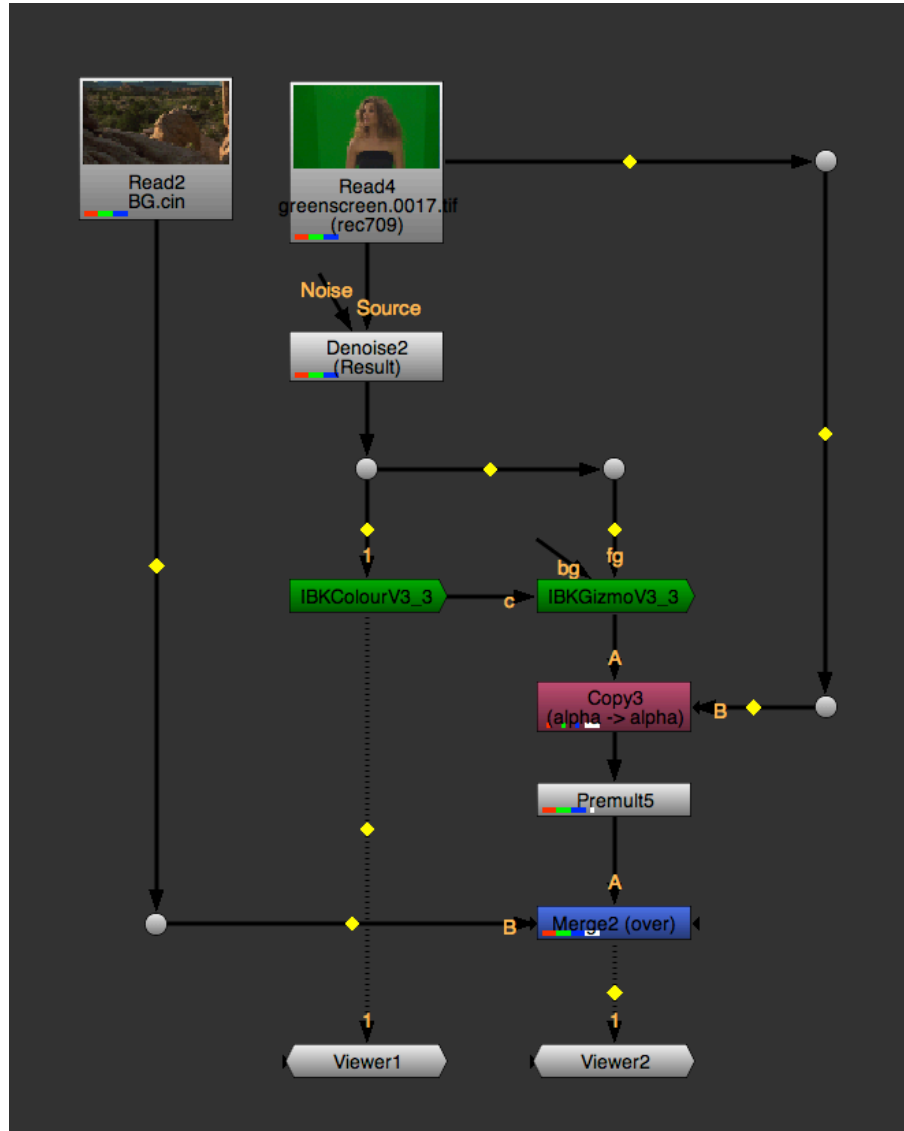 Read2
BG.cin
Read4
greenscreen.0017.tif
(rec709)
Noise
Source
Denoise2
(Result)
1
bg
fg
IBKColourV3_3
c
IBKGizmoV3_3
A
Copy3
(alpha -> alpha)
B
Premult5
A
B
Merge2 (over)
1
1
Viewer1
Viewer2